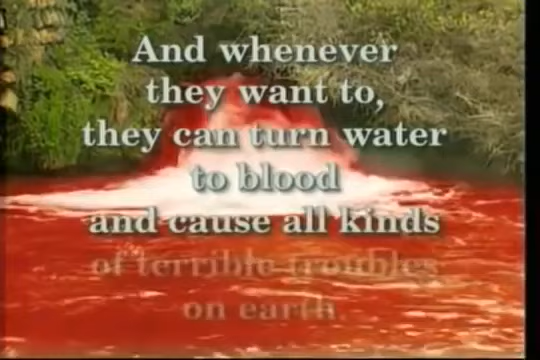 And whenever
they want to,
they can turn water
to blood
and cause all kinds
of terrible troubles
on earth.